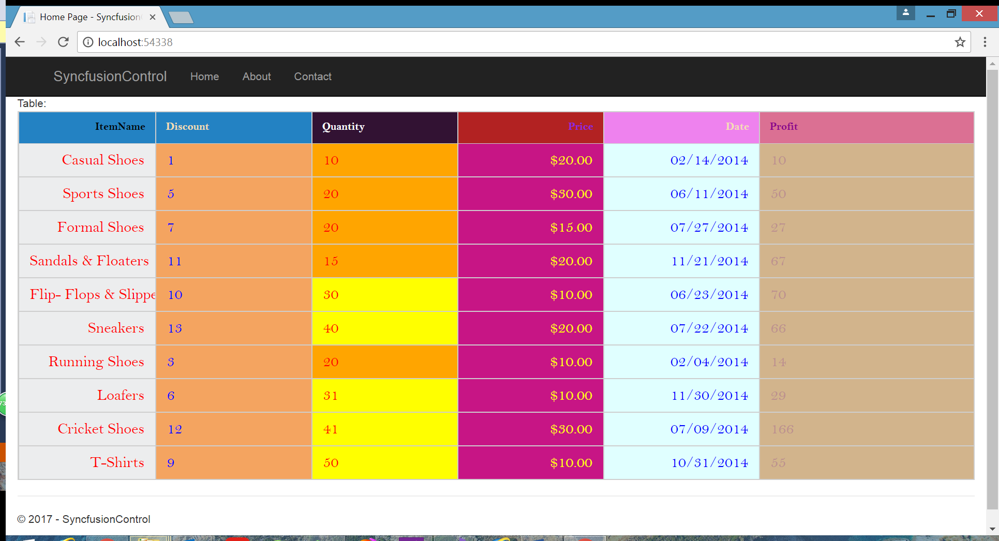 Home Page - Syncfusion
localhost:54338
SyncfusionControl Home About Contact
Table:
ItemName Discount Quantity Price Date Profit
Casual Shoes 1 10 $20.00 02/14/2014 10
Sports Shoes 5 20 $30.00 06/11/2014 50
Formal Shoes 7 20 $15.00 07/27/2014 27
Sandals & Floaters 11 15 $20.00 11/21/2014 67
Flip- Flops & Slippe 10 30 $10.00 06/23/2014 70
Sneakers 13 40 $20.00 07/22/2014 66
Running Shoes 3 20 $10.00 02/04/2014 14
Loafers 6 31 $10.00 11/30/2014 29
Cricket Shoes 12 41 $30.00 07/09/2014 166
T-Shirts 9 50 $10.00 10/31/2014 55
© 2017 - SyncfusionControl